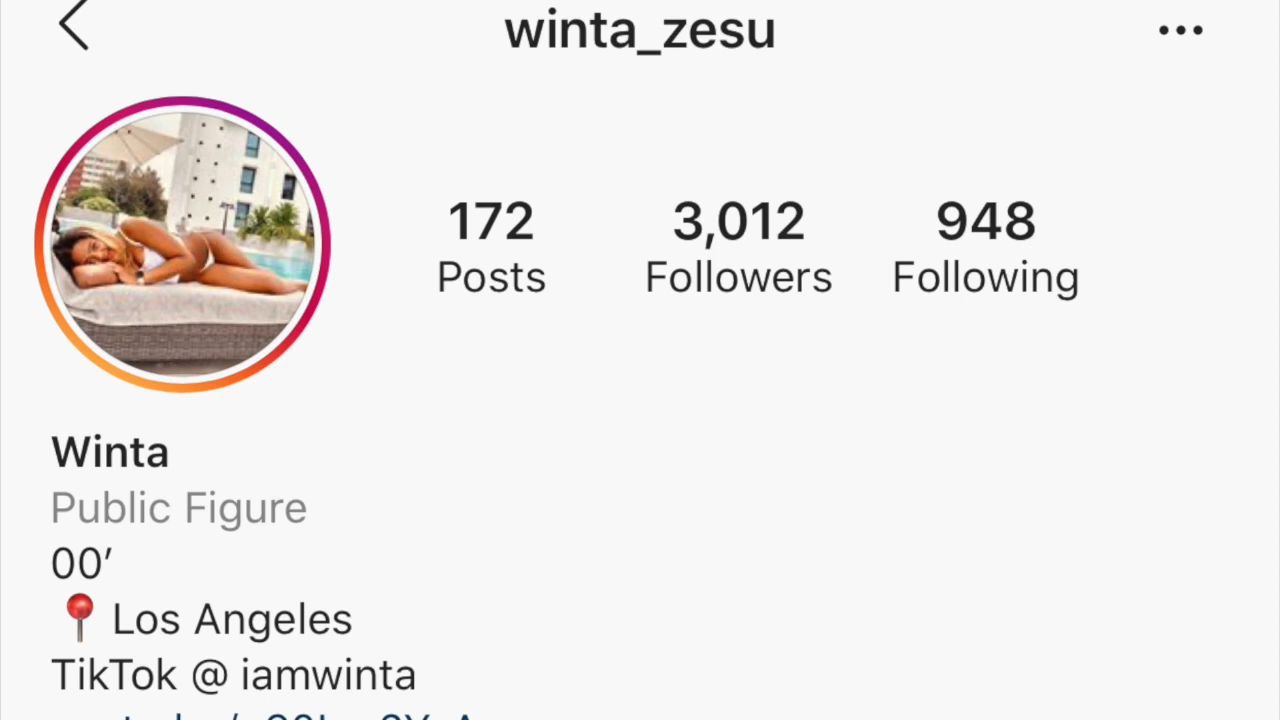 winta_zesu
172 3,012 948
Posts Followers Following
Winta
Public Figure
00’
📍 Los Angeles
TikTok @ iamwinta